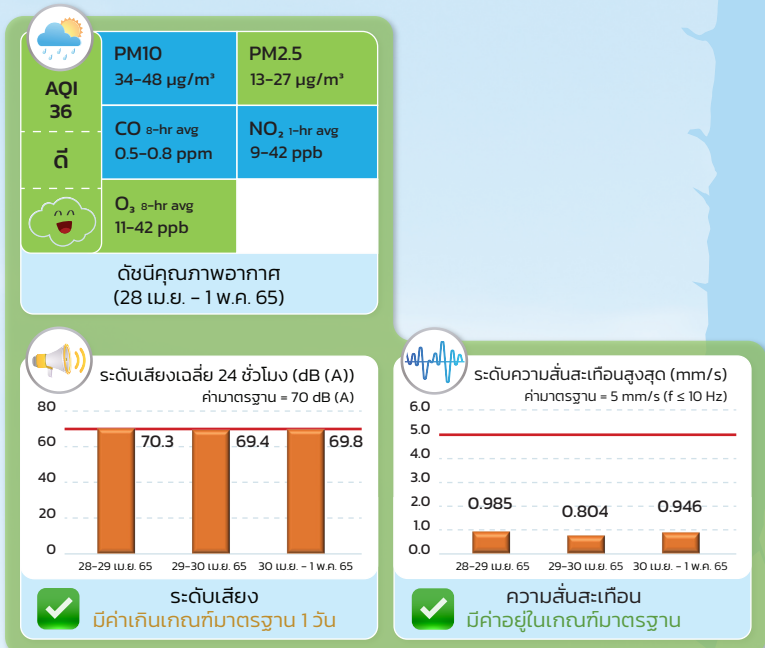 AQI
36
ดี
PM10
34-48 µg/m³
PM2.5
13-27 µg/m³
CO 8-hr avg
0.5-0.8 ppm
NO₂ 1-hr avg
9-42 ppb
O₃ 8-hr avg
11-42 ppb
ดัชนีคุณภาพอากาศ
(28 เม.ย. - 1 พ.ค. 65)
ระดับเสียงเฉลี่ย 24 ชั่วโมง (dB (A))
ค่ามาตรฐาน = 70 dB (A)
80
60
40
20
0
70.3
69.4
69.8
28-29 เม.ย. 65
29-30 เม.ย. 65
30 เม.ย. - 1 พ.ค. 65
ระดับเสียง
มีค่าเกินเกณฑ์มาตรฐาน 1 วัน
ระดับความสั่นสะเทือนสูงสุด (mm/s)
ค่ามาตรฐาน = 5 mm/s (f ≤ 10 Hz)
6.0
5.0
4.0
3.0
2.0
1.0
0.0
0.985
0.804
0.946
28-29 เม.ย. 65
29-30 เม.ย. 65
30 เม.ย. - 1 พ.ค. 65
ความสั่นสะเทือน
มีค่าอยู่ในเกณฑ์มาตรฐาน